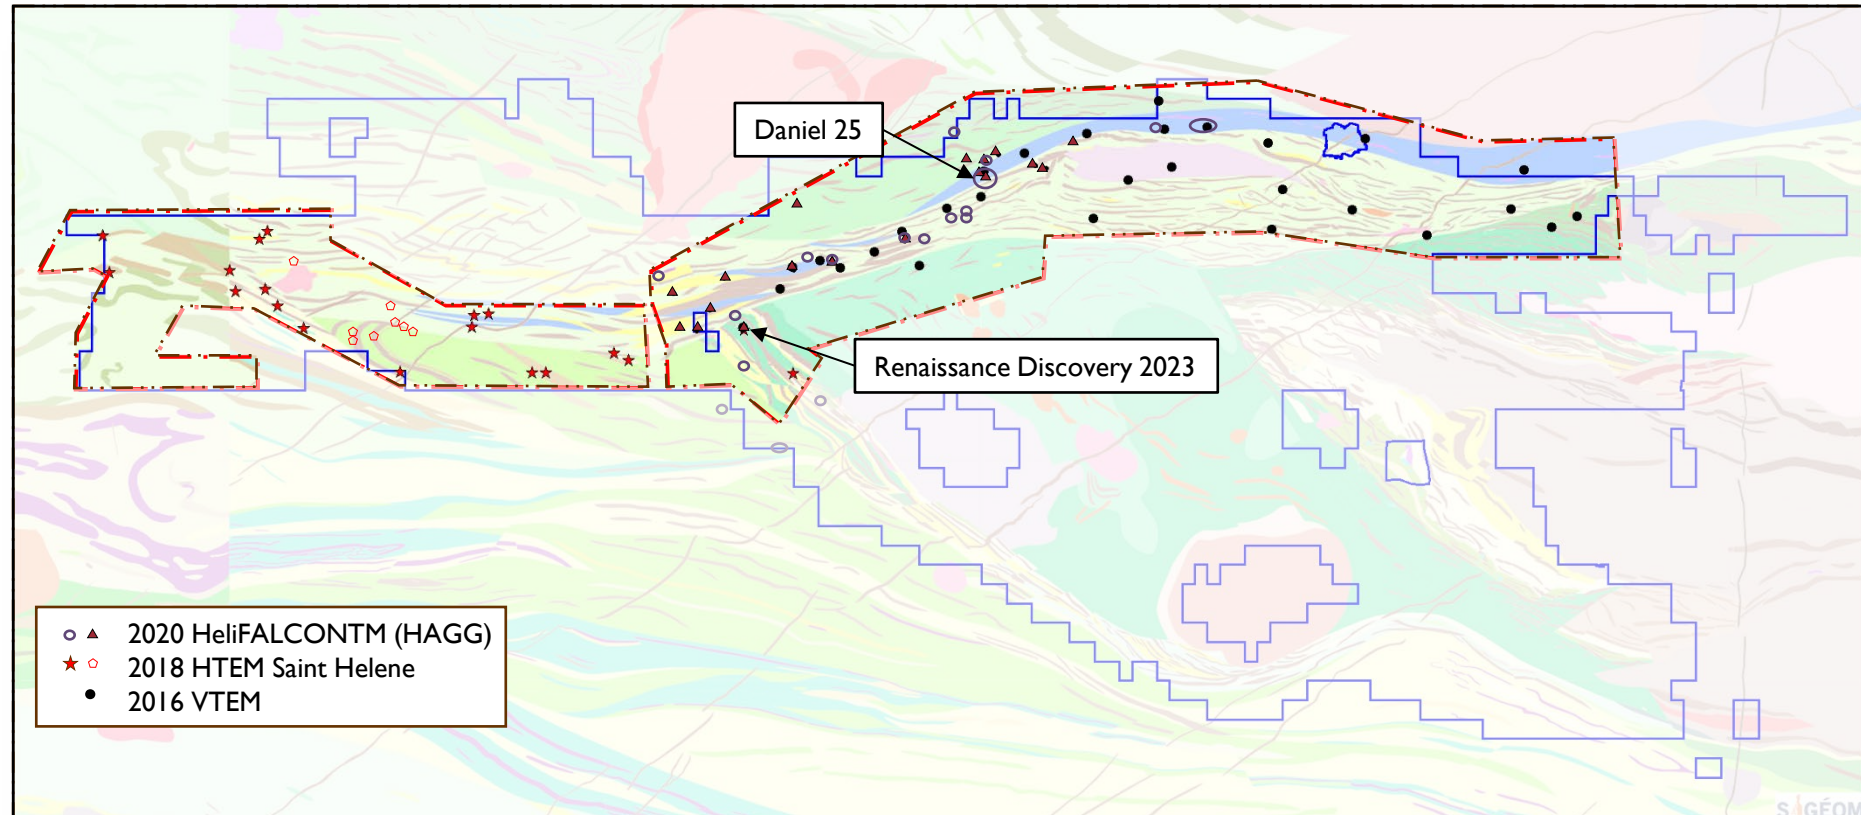 Daniel 25
Renaissance Discovery 2023
2020 HeliFALCONTM (HAGG)
2018 HTEM Saint Helene
2016 VTEM